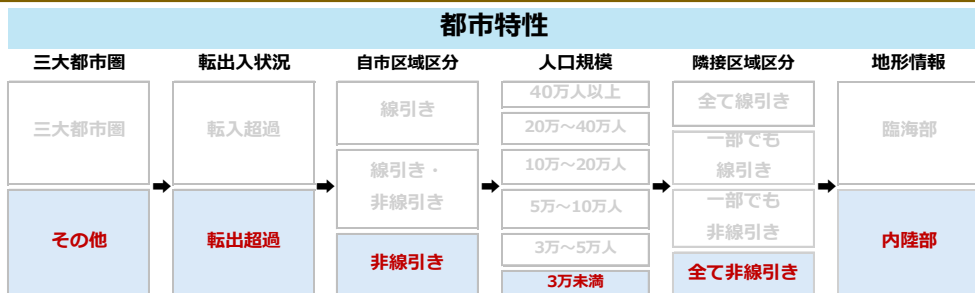 都市特性
三大都市圏
転出入状況
自市区域区分
人口規模
隣接区域区分
地形情報
三大都市圏
その他
転入超過
転出超過
線引き
線引き・
非線引き
非線引き
40万人以上
20万～40万人
10万～20万人
5万～10万人
3万～5万人
3万未満
全て線引き
一部でも
線引き
一部でも
非線引き
全て非線引き
臨海部
内陸部